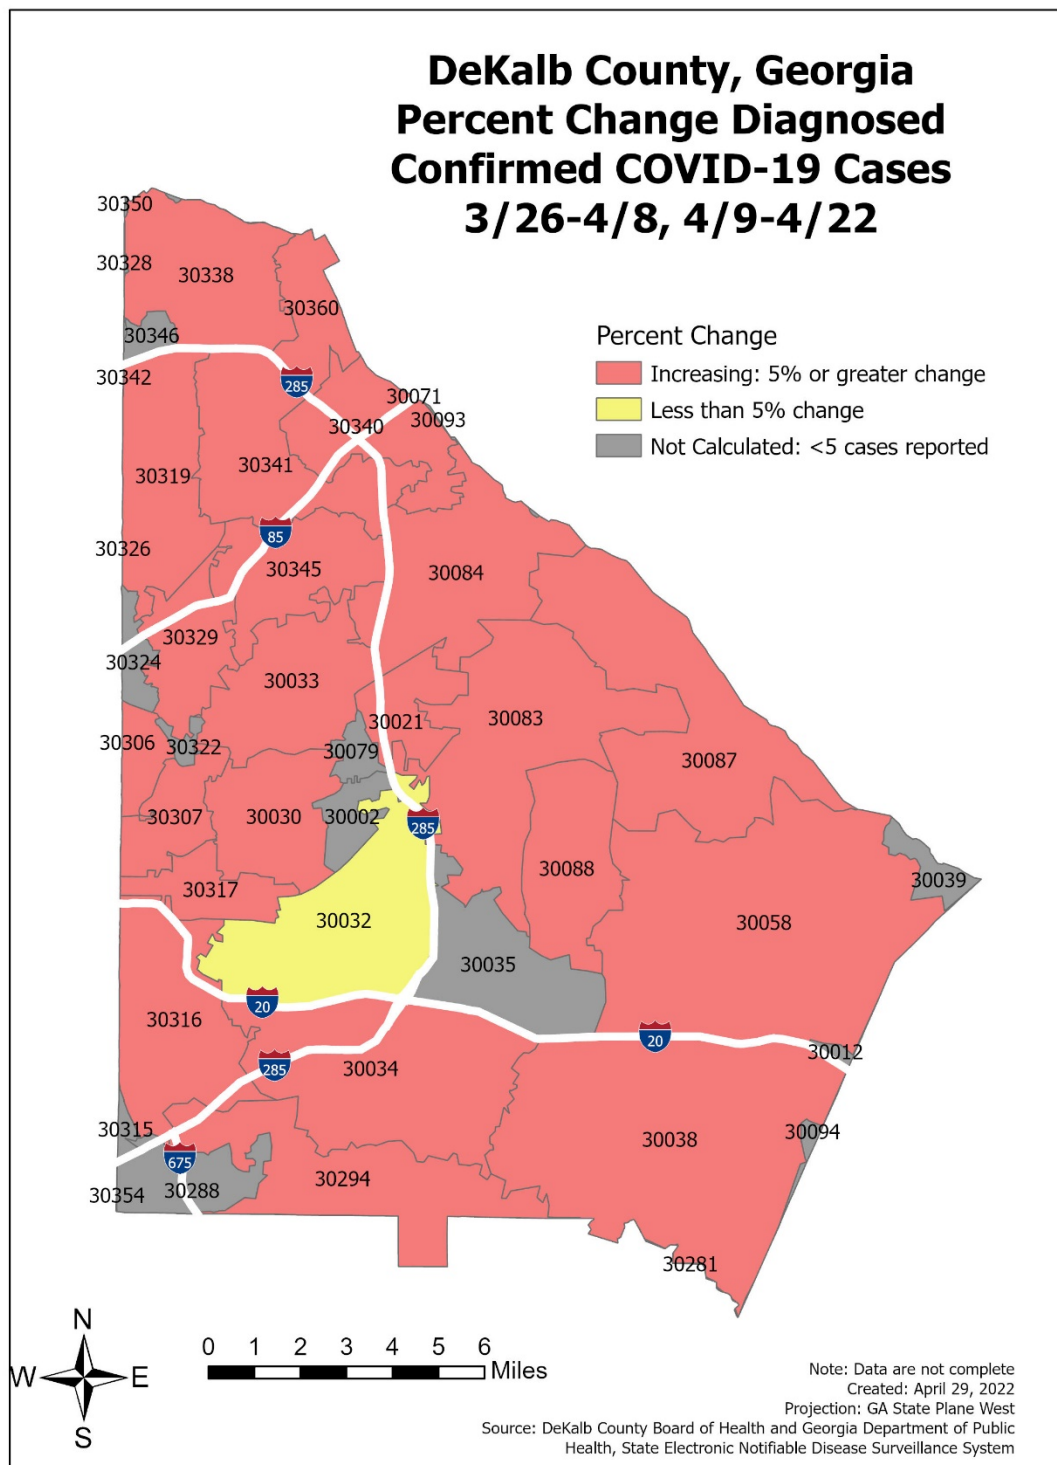 DeKalb County, Georgia
Percent Change Diagnosed
Confirmed COVID-19 Cases
3/26-4/8, 4/9-4/22
Percent Change
Increasing: 5% or greater change
Less than 5% change
Not Calculated: <5 cases reported
30350
30328
30338
30360
30346
30342
285
30071
30093
30340
30341
30319
85
30326
30345
30084
30329
30324
30033
30083
30021
30306
30322
30079
30087
30307
30030
30002
285
30088
30317
30039
30032
30058
30035
20
30316
20
30012
285
30034
30315
30038
30094
675
30294
30354
30288
30281
N
W
E
S
0 1 2 3 4 5 6
Miles
Note: Data are not complete
Created: April 29, 2022
Projection: GA State Plane West
Source: DeKalb County Board of Health and Georgia Department of Public
Health, State Electronic Notifiable Disease Surveillance System